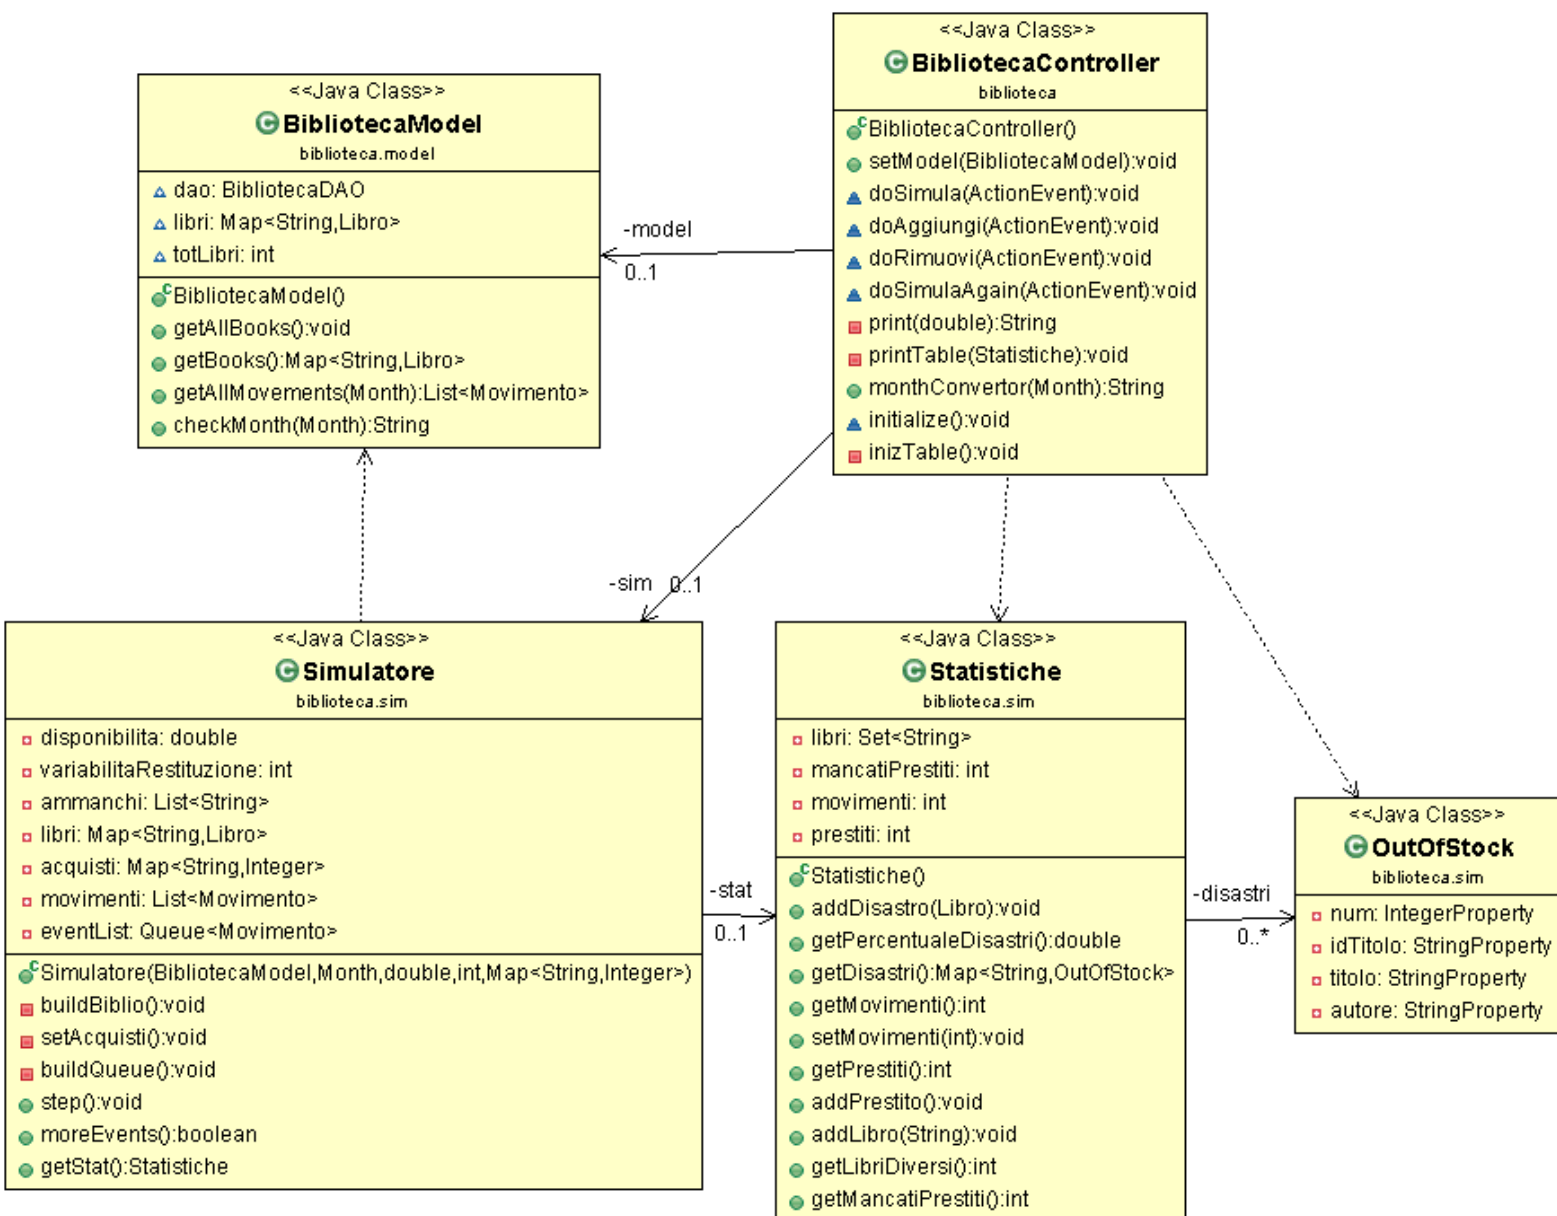 <<Java Class>>
BibliotecaModel
biblioteca.model
dao: BibliotecaDAO
libri: Map<String,Libro>
totLibri: int
BibliotecaModel()
getAllBooks():void
getBooks():Map<String,Libro>
getAllMovements(Month):List<Movimento>
checkMonth(Month):String
-model
0..1
<<Java Class>>
BibliotecaController
biblioteca
BibliotecaController()
setModel(BibliotecaModel):void
doSimula(ActionEvent):void
doAggiungi(ActionEvent):void
doRimuovi(ActionEvent):void
doSimulaAgain(ActionEvent):void
print(double):String
printTable(Statistiche):void
monthConvertor(Month):String
initialize():void
inizTable():void
-sim 0..1
<<Java Class>>
Simulatore
biblioteca.sim
disponibilita: double
variabilitaRestituzione: int
ammanchi: List<String>
libri: Map<String,Libro>
acquisti: Map<String,Integer>
movimenti: List<Movimento>
eventList: Queue<Movimento>
Simulatore(BibliotecaModel,Month,double,int,Map<String,Integer>)
buildBiblio():void
setAcquisti():void
buildQueue():void
step():void
moreEvents():boolean
getStat():Statistiche
-stat
0..1
<<Java Class>>
Statistiche
biblioteca.sim
libri: Set<String>
mancatiPrestiti: int
movimenti: int
prestiti: int
Statistiche()
addDisastro(Libro):void
getPercentualeDisastri():double
getDisastri():Map<String,OutOfStock>
getMovimenti():int
setMovimenti(int):void
getPrestiti():int
addPrestito():void
addLibro(String):void
getLibriDiversi():int
getMancatiPrestiti():int
-disastri
0..*
<<Java Class>>
OutOfStock
biblioteca.sim
num: IntegerProperty
idTitolo: StringProperty
titolo: StringProperty
autore: StringProperty